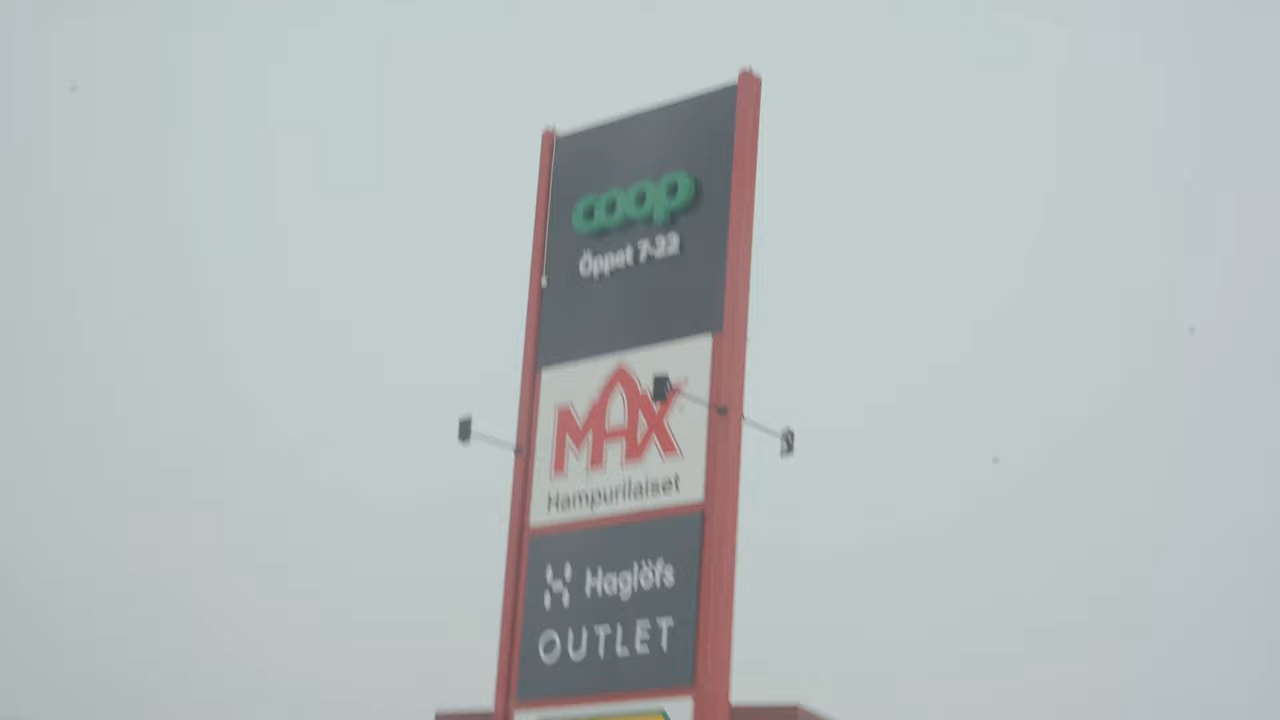 coop
Öppet 7-22
MAX
Hampurilaiset
Haglöfs
OUTLET